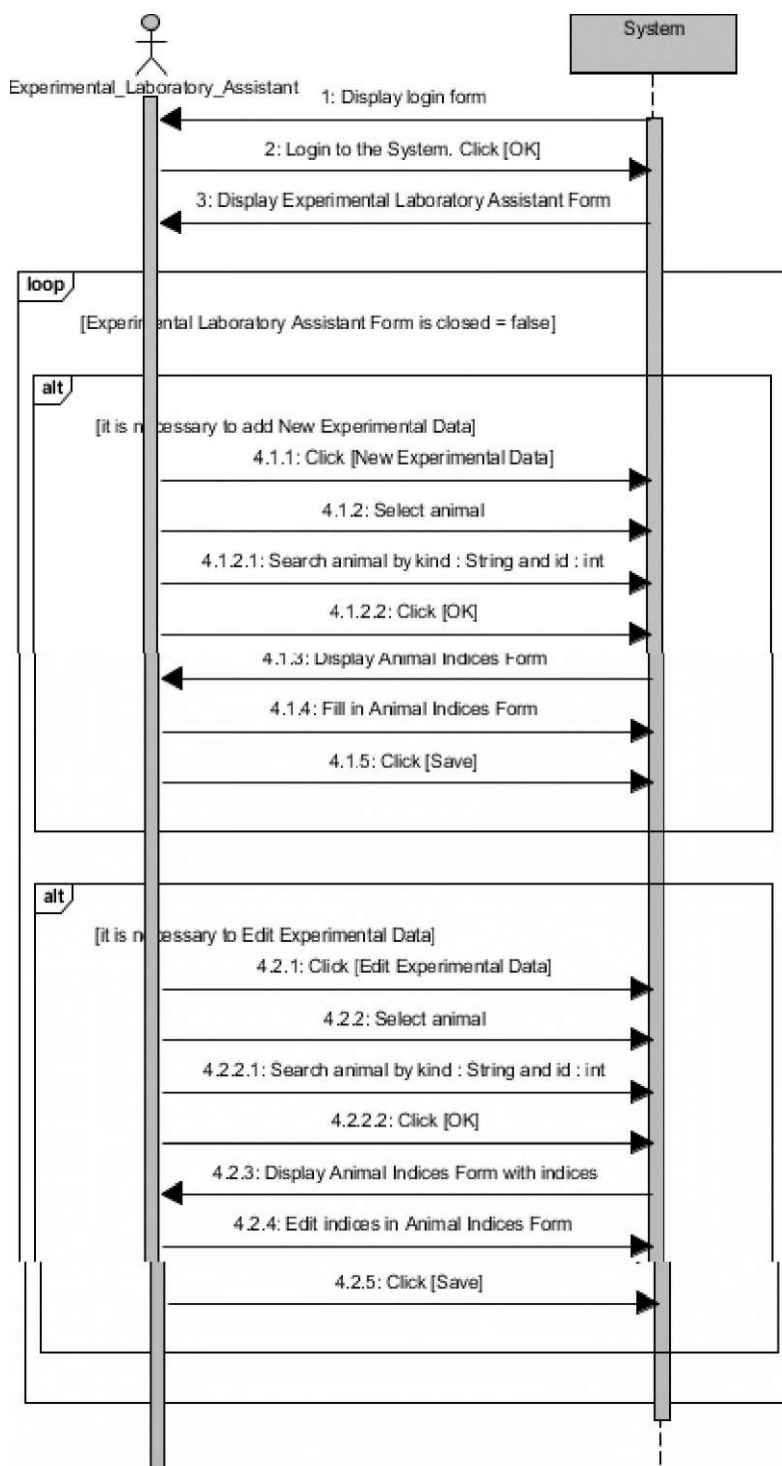 System
Experimental_Laboratory_Assistant
1: Display login form
2: Login to the System. Click [OK]
3: Display Experimental Laboratory Assistant Form
loop
[Experimental Laboratory Assistant Form is closed = false]
alt
[it is necessary to add New Experimental Data]
4.1.1: Click [New Experimental Data]
4.1.2: Select animal
4.1.2.1: Search animal by kind : String and id : int
4.1.2.2: Click [OK]
4.1.3: Display Animal Indices Form
4.1.4: Fill in Animal Indices Form
4.1.5: Click [Save]
alt
[it is necessary to Edit Experimental Data]
4.2.1: Click [Edit Experimental Data]
4.2.2: Select animal
4.2.2.1: Search animal by kind : String and id : int
4.2.2.2: Click [OK]
4.2.3: Display Animal Indices Form with indices
4.2.4: Edit indices in Animal Indices Form
4.2.5: Click [Save]